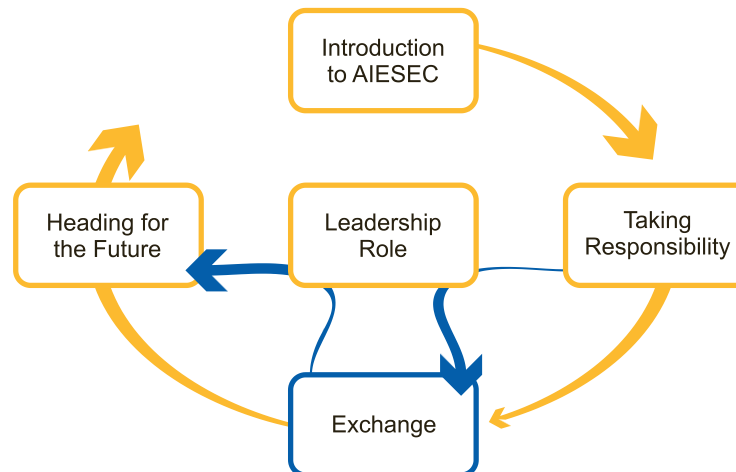 Introduction
to AIESEC
Heading for
the Future
Leadership
Role
Taking
Responsibility
Exchange